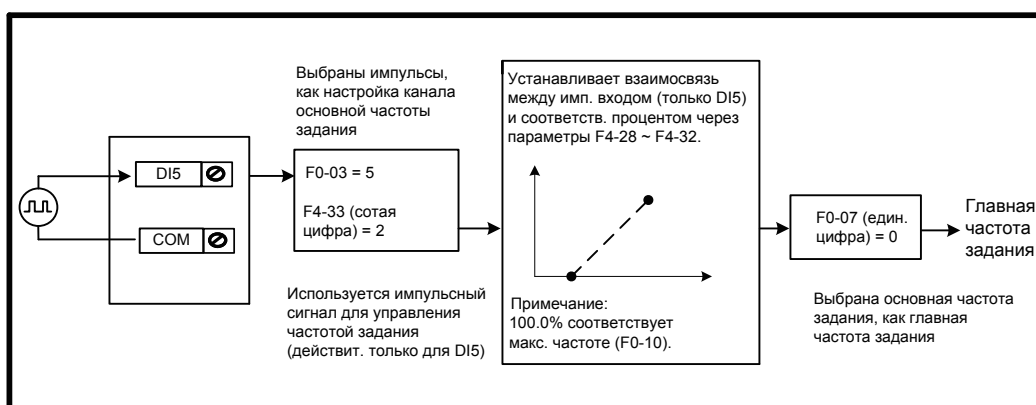 Выбраны импульсы,
как настройка канала
основной частоты
задания
DI5
COM
F0-03 = 5
F4-33 (сотая
цифра) = 2
Используется импульсный
сигнал для управления
частотой задания
(действит. только для DI5)
Устанавливает взаимосвязь
между имп. входом (только DI5)
и соответств. процентом через
параметры F4-28 ~ F4-32.
Примечание:
100.0% соответствует
макс. частоте (F0-10).
F0-07 (един.
цифра) = 0
Выбрана основная частота
задания, как главная
частота задания
Главная
частота
задания